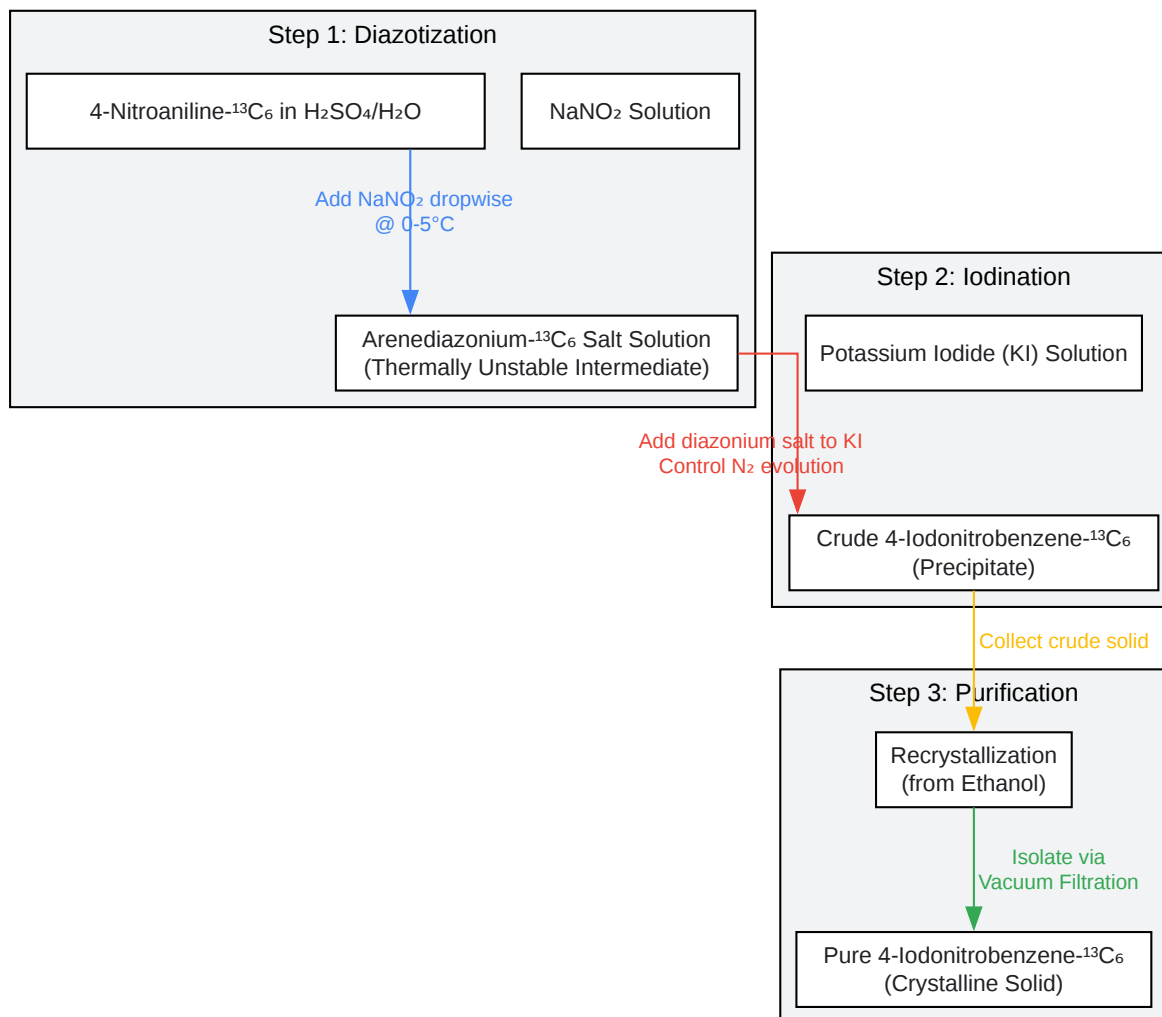 Step 1: Diazotization
4-Nitroaniline-¹³C₆ in H₂SO₄/H₂O
NaNO₂ Solution
Add NaNO₂ dropwise
@ 0-5°C
Arenediazonium-¹³C₆ Salt Solution
(Thermally Unstable Intermediate)
Step 2: Iodination
Potassium Iodide (KI) Solution
Add diazonium salt to KI
Control N₂ evolution
Crude 4-Iodonitrobenzene-¹³C₆
(Precipitate)
Collect crude solid
Step 3: Purification
Recrystallization
(from Ethanol)
Isolate via
Vacuum Filtration
Pure 4-Iodonitrobenzene-¹³C₆
(Crystalline Solid)